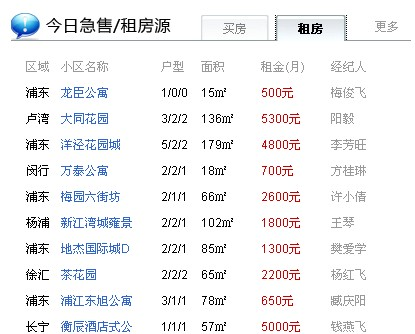 今日急售/租房源 买房 租房 更多
区域 小区名称 户型 面积 租金(月) 经纪人
浦东 龙臣公寓 1/0/0 15㎡ 500元 梅俊飞
卢湾 大同花园 3/2/2 136㎡ 5300元 阳毅
浦东 洋泾花园城 5/2/2 179㎡ 4800元 李芳旺
闵行 万泰公寓 2/2/1 18㎡ 700元 方桂琳
浦东 梅园六街坊 2/1/1 66㎡ 2600元 许小倩
杨浦 新江湾城雍景 2/2/1 102㎡ 1800元 王琴
浦东 地杰国际城D 2/2/1 85㎡ 1300元 樊爱学
徐汇 茶花园 2/2/2 65㎡ 2200元 杨红飞
浦东 浦江东旭公寓 3/1/1 78㎡ 650元 臧庆阳
长宁 衡辰酒店式公 1/1/1 57㎡ 5000元 钱燕飞